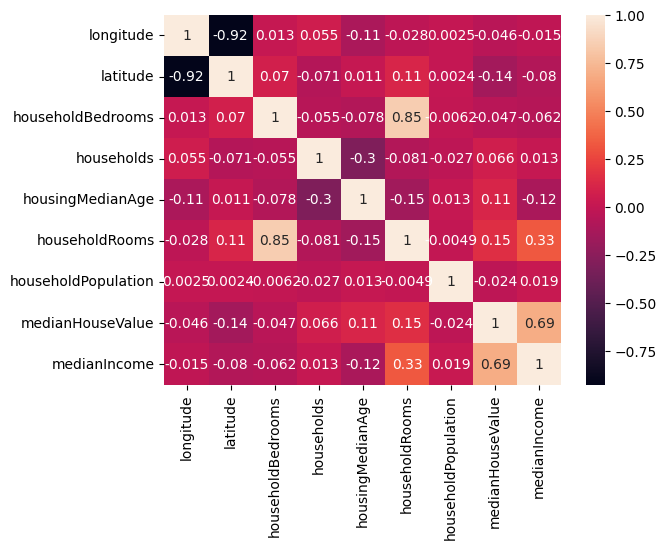 longitude 1 -0.92 0.013 0.055 -0.11 -0.028 0.0025 -0.046 -0.015
latitude -0.92 1 0.07 -0.071 0.011 0.11 0.0024 -0.14 -0.08
householdBedrooms 0.013 0.07 1 -0.055 -0.078 0.85 -0.0062 -0.047 -0.062
households 0.055 -0.071 -0.055 1 -0.3 -0.081 -0.027 0.066 0.013
housingMedianAge -0.11 0.011 -0.078 -0.3 1 -0.15 0.013 0.11 -0.12
householdRooms -0.028 0.11 0.85 -0.081 -0.15 1 -0.0049 0.15 0.33
householdPopulation 0.0025 0.0024 -0.0062 -0.027 0.013 -0.0049 1 -0.024 0.019
medianHouseValue -0.046 -0.14 -0.047 0.066 0.11 0.15 -0.024 1 0.69
medianIncome -0.015 -0.08 -0.062 0.013 -0.12 0.33 0.019 0.69 1
longitude
latitude
householdBedrooms
households
housingMedianAge
householdRooms
householdPopulation
medianHouseValue
medianIncome
1.00
0.75
0.50
0.25
0.00
−0.25
−0.50
−0.75